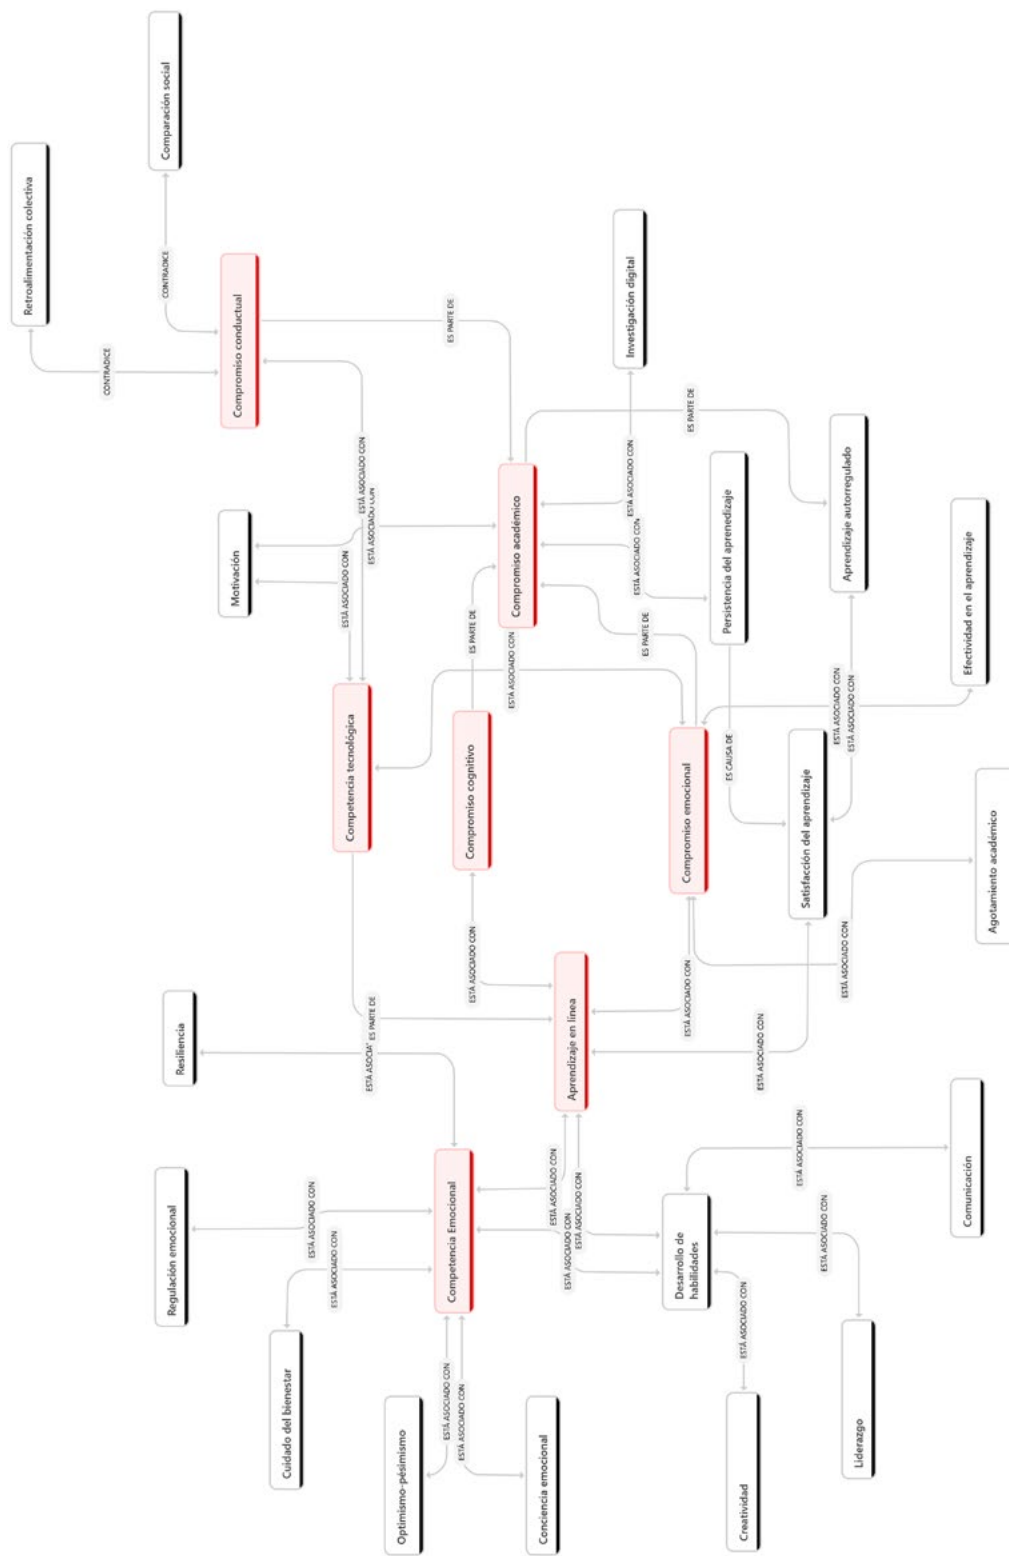 Retroalimentación colectiva
CONTRADICE
Comparación social
CONTRADICE
Regulación emocional
Resiliencia
Motivación
Compromiso conductual
Cuidado del bienestar
ESTÁ ASOCIADO CON
ESTÁ ASOCIADO CON
ESTÁ ASOCIADO CON
Competencia tecnológica
ESTÁ ASOCIADO CON
ESTÁ ASOCIADO CON
ES PARTE DE
Optimismo-pésimismo
Competencia Emocional
ESTÁ ASOCIADO CON
ESTÁ ASOCIADO CON
ES PARTE DE
ESTÁ ASOCIADO CON
Compromiso cognitivo
ES PARTE DE
ESTÁ ASOCIADO CON
Compromiso académico
Conciencia emocional
ESTÁ ASOCIADO CON
ESTÁ ASOCIADO CON
ESTÁ ASOCIADO CON
Aprendizaje en línea
ESTÁ ASOCIADO CON
ESTÁ ASOCIADO CON
Investigación digital
ES PARTE DE
Desarrollo de
habilidades
ESTÁ ASOCIADO CON
Compromiso emocional
ES PARTE DE
Persistencia del aprenedizaje
ES CAUSA DE
Creatividad
ESTÁ ASOCIADO CON
ESTÁ ASOCIADO CON
Satisfacción del aprendizaje
ESTÁ ASOCIADO CON
ESTÁ ASOCIADO CON
ESTÁ ASOCIADO CON
ESTÁ ASOCIADO CON
ESTÁ ASOCIADO CON
Aprendizaje autorregulado
Liderazgo
Comunicación
Efectividad en el aprendizaje
Agotamiento académico